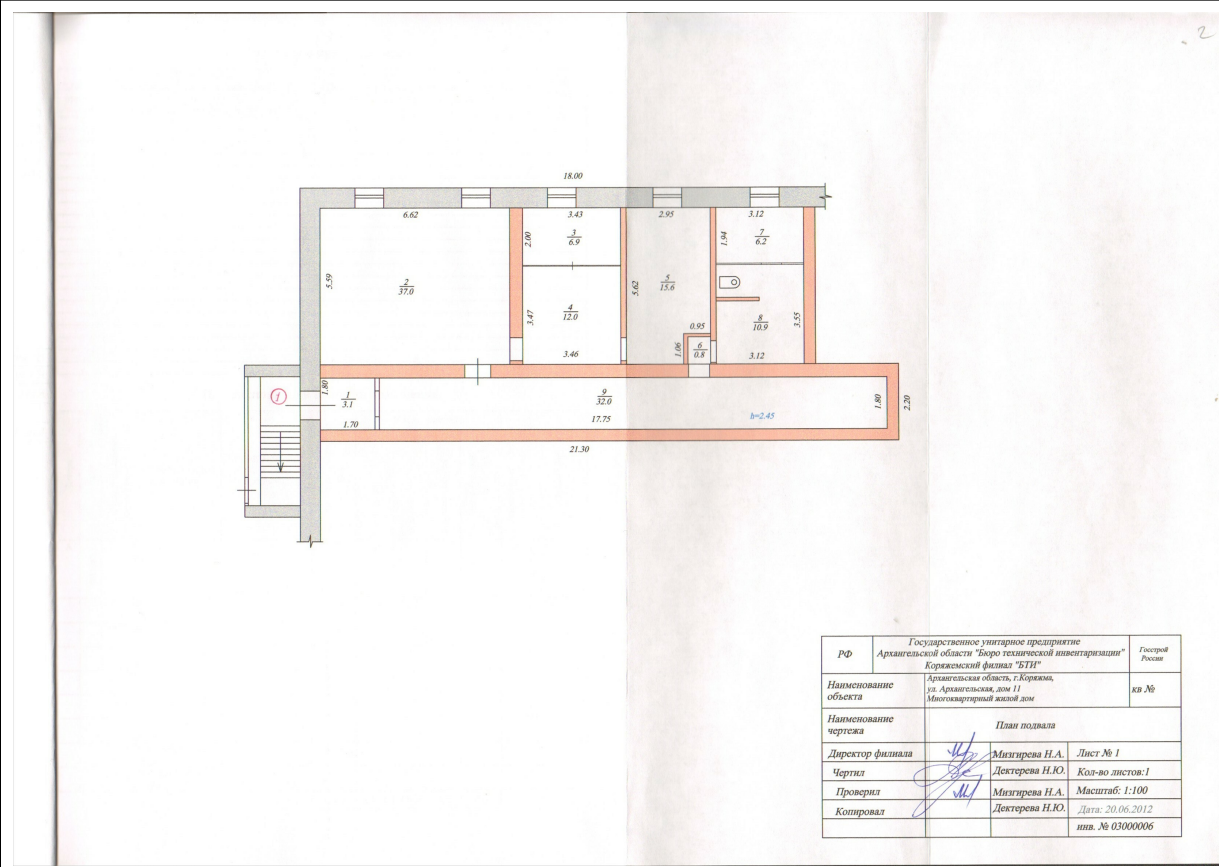 2
18.00
6.62
3.43
2.95
3.12
2.00
3
6.9
1.94
7
6.2
5.59
2
37.0
5.62
5
15.6
3.47
4
12.0
0.95
8
10.9
3.55
3.46
1.06
6
0.8
3.12
1
1.80
1
3.1
1.70
9
32.0
17.75
h=2.45
1.80
2.20
21.30
РФ
Государственное унитарное предприятие
Архангельской области "Бюро технической инвентаризации"
Коряжемский филиал "БТИ"
Госстрой
России
Наименование
объекта
Архангельская область, г.Коряжма,
ул. Архангельская, дом 11
Многоквартирный жилой дом
кв №
Наименование
чертежа
План подвала
Директор филиала
Мизгирева Н.А.
Лист № 1
Чертил
Дектерева Н.Ю.
Кол-во листов:1
Проверил
Мизгирева Н.А.
Масштаб: 1:100
Копировал
Дектерева Н.Ю.
Дата: 20.06.2012
инв. № 03000006